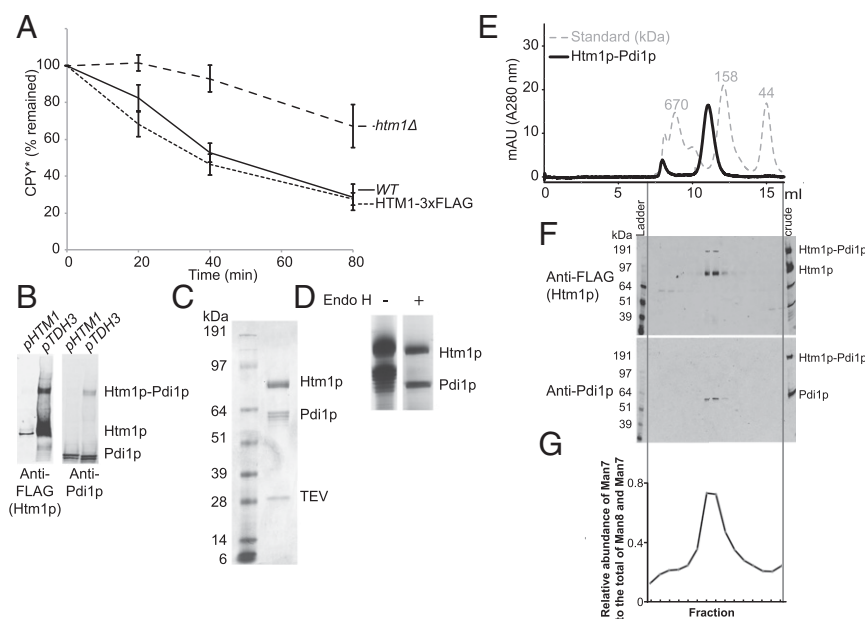 A
100
80
60
40
20
0
CPY* (% remained)
0 20 40 60 80
Time (min)
htm1Δ
WT
HTM1-3xFLAG
B
pHTM1
pTDH3
pHTM1
pTDH3
Htm1p-Pdi1p
Htm1p
Pdi1p
Anti-
FLAG
(Htm1p)
Anti-
Pdi1p
C
kDa
191
97
64
51
39
28
14
6
Htm1p
Pdi1p
TEV
D
Endo H - +
Htm1p
Pdi1p
E
Standard (kDa)
Htm1p-Pdi1p
30
20
10
0
mAU (A280 nm)
670
158
44
0 5 10 15 ml
F
Ladder
crude
kDa
191
97
64
51
39
Anti-FLAG
(Htm1p)
Htm1p-Pdi1p
Htm1p
191
97
64
51
39
Anti-Pdi1p
Htm1p-Pdi1p
Pdi1p
G
0.8
0.4
0
Relative abundance of Man7
to the total of Man8 and Man7
Fraction